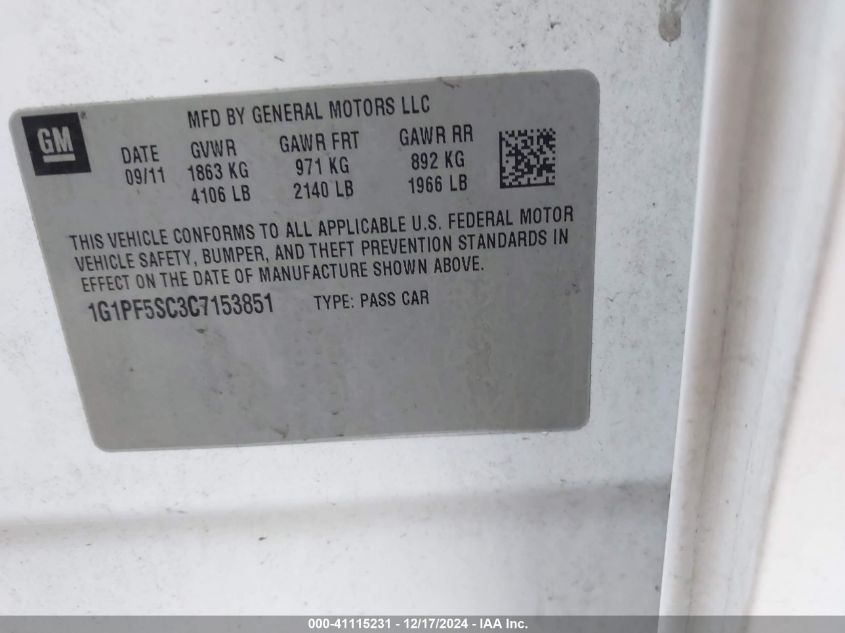 MFD BY GENERAL MOTORS LLC
GM
DATE GVWR GAWR FRT GAWR RR
09/11 1863 KG 971 KG 892 KG
4106 LB 2140 LB 1966 LB
THIS VEHICLE CONFORMS TO ALL APPLICABLE U.S. FEDERAL MOTOR
VEHICLE SAFETY, BUMPER, AND THEFT PREVENTION STANDARDS IN
EFFECT ON THE DATE OF MANUFACTURE SHOWN ABOVE.
1G1PF5SC3C7153851 TYPE: PASS CAR
000-41115231 - 12/17/2024 - IAA Inc.